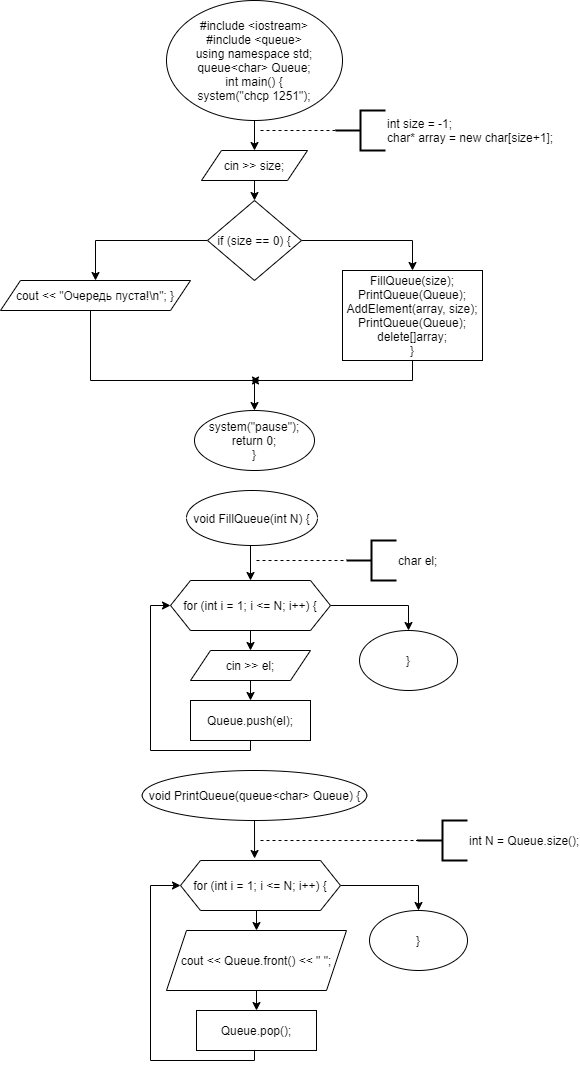 #include <iostream>
#include <queue>
using namespace std;
queue<char> Queue;
int main() {
system("chcp 1251");
int size = -1;
char* array = new char[size+1];
cin >> size;
if (size == 0) {
cout << "Очередь пуста!\n"; }
FillQueue(size);
PrintQueue(Queue);
AddElement(array, size);
PrintQueue(Queue);
delete[]array;
}
system("pause");
return 0;
}
void FillQueue(int N) {
char el;
for (int i = 1; i <= N; i++) {
cin >> el;
}
Queue.push(el);
void PrintQueue(queue<char> Queue) {
int N = Queue.size();
for (int i = 1; i <= N; i++) {
}
cout << Queue.front() << " ";
Queue.pop();